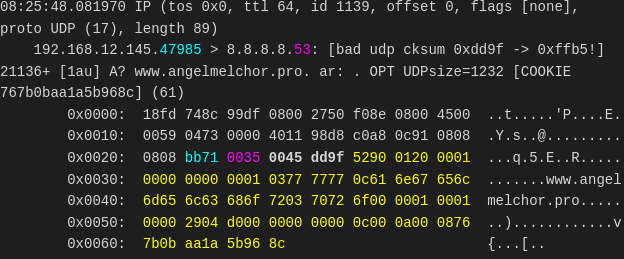 08:25:48.081970 IP (tos 0x0, ttl 64, id 1139, offset 0, flags [none],
proto UDP (17), length 89)
    192.168.12.145.47985 > 8.8.8.8.53: [bad udp cksum 0xdd9f -> 0xffb5!]
21136+ [1au] A? www.angelmelchor.pro. ar: . OPT UDPsize=1232 [COOKIE
767b0baa1a5b968c] (61)
        0x0000:  18fd 748c 99df 0800 2750 f08e 0800 4500  ..t.....'P....E.
        0x0010:  0059 0473 0000 4011 98d8 c0a8 0c91 0808  .Y.s..@.........
        0x0020:  0808 bb71 0035 0045 dd9f 5290 0120 0001  ...q.5.E..R.....
        0x0030:  0000 0000 0001 0377 7777 0c61 6e67 656c  .......www.angel
        0x0040:  6d65 6c63 686f 7203 7072 6f00 0001 0001  melchor.pro.....
        0x0050:  0000 2904 d000 0000 0000 0c00 0a00 0876  ..)............v
        0x0060:  7b0b aa1a 5b96 8c                        {...[..